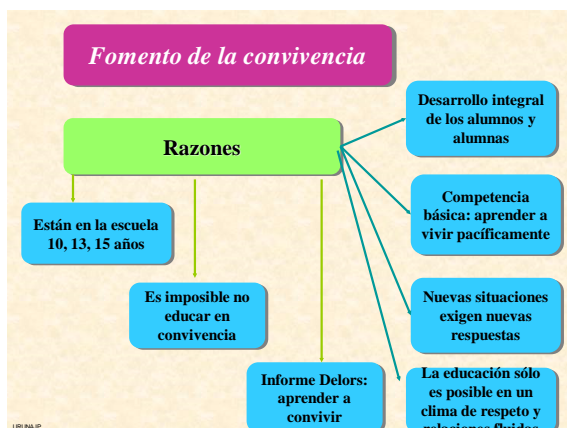 Fomento de la convivencia
Razones
Desarrollo integral
de los alumnos y
alumnas
Competencia
básica: aprender a
vivir pacíficamente
Están en la escuela
10, 13, 15 años
Es imposible no
educar en
convivencia
Nuevas situaciones
exigen nuevas
respuestas
Informe Delors:
aprender a
convivir
La educación sólo
es posible en un
clima de respeto y
relaciones fluidas